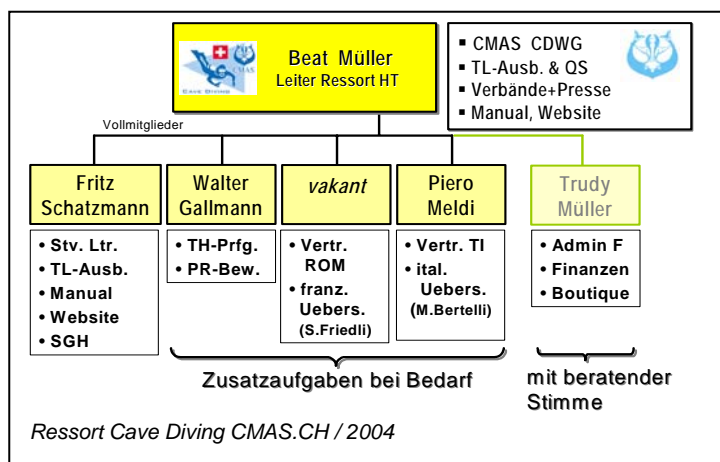 Beat Müller
Leiter Ressort HT
CMAS
CAVE DIVING
▪ CMAS CDWG
▪ TL-Ausb. & QS
▪ Verbände+Presse
▪ Manual, Website
Vollmitglieder
Fritz
Schatzmann
• Stv. Ltr.
• TL-Ausb.
• Manual
• Website
• SGH
Walter
Gallmann
• TH-Prfg.
• PR-Bew.
vakant
• Vertr.
ROM
• franz.
Uebers.
(S.Friedli)
Piero
Meldi
• Vertr. TI
• ital.
Uebers.
(M.Bertelli)
Trudy
Müller
• Admin F
• Finanzen
• Boutique
Zusatzaufgaben bei Bedarf
mit beratender
Stimme
Ressort Cave Diving CMAS.CH / 2004